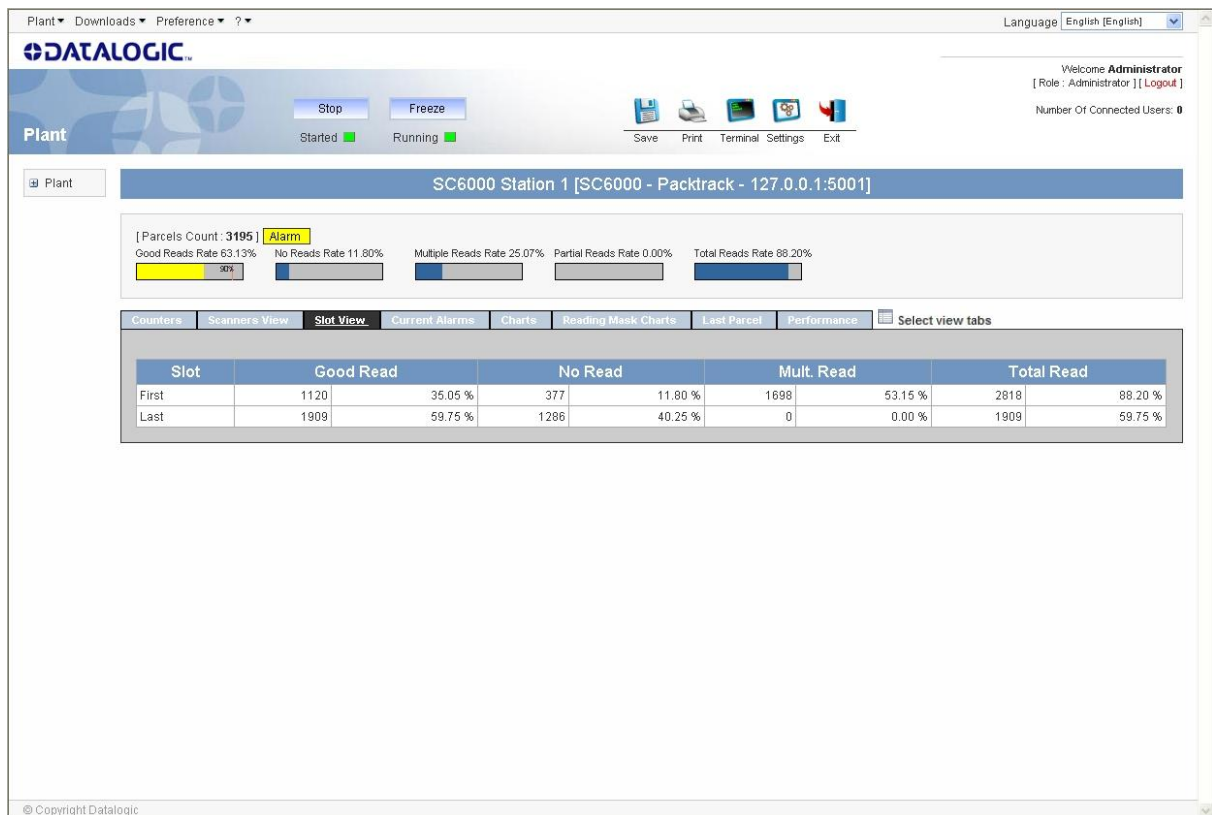 Plant Downloads Preference ? Language English [English]
DATALOGIC™
Welcome Administrator
[ Role : Administrator ] [ Logout ]
Number Of Connected Users: 0
Plant
Stop Freeze
Started Running
Save Print Terminal Settings Exit
Plant
SC6000 Station 1 [SC6000 - Packtrack - 127.0.0.1:5001]
[ Parcels Count : 3195 ] Alarm
Good Reads Rate 63.13% No Reads Rate 11.80% Multiple Reads Rate 25.07% Partial Reads Rate 0.00% Total Reads Rate 88.20%
90%
Counters Scanners View Slot View Current Alarms Charts Reading Mask Charts Last Parcel Performance Select view tabs
Slot Good Read No Read Mult. Read Total Read
First 1120 35.05 % 377 11.80 % 1698 53.15 % 2818 88.20 %
Last 1909 59.75 % 1286 40.25 % 0 0.00 % 1909 59.75 %
© Copyright Datalogic